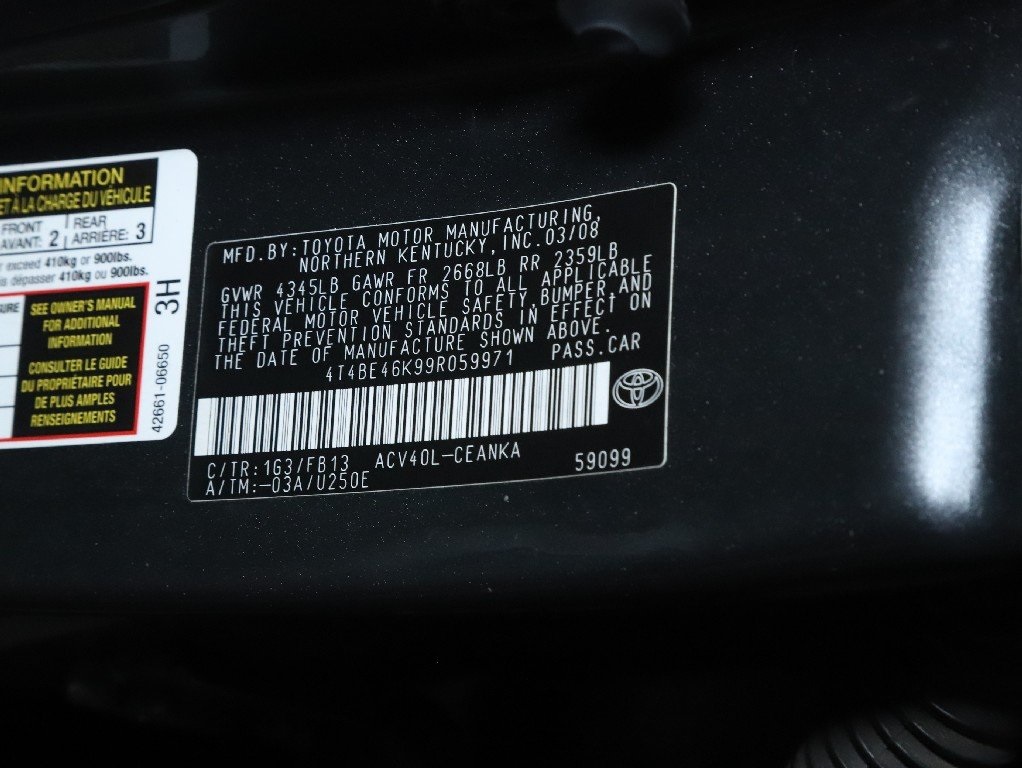 INFORMATION
ET À LA CHARGE DU VÉHICULE
FRONT
AVANT: 2
REAR
ARRIÈRE: 3
exceed 410kg or 900lbs.
dépasser 410kg ou 900lbs.
SEE OWNER'S MANUAL
FOR ADDITIONAL
INFORMATION
CONSULTER LE GUIDE
DU PROPRIÉTAIRE POUR
DE PLUS AMPLES
RENSEIGNEMENTS
3H
42661-06650
MFD.BY:TOYOTA MOTOR MANUFACTURING,
NORTHERN KENTUCKY,INC.03/08
GVWR 4345LB GAWR FR 2668LB RR 2359LB
THIS VEHICLE CONFORMS TO ALL APPLICABLE
FEDERAL MOTOR VEHICLE SAFETY,BUMPER,AND
THEFT PREVENTION STANDARDS IN EFFECT ON
THE DATE OF MANUFACTURE SHOWN ABOVE.
4T4BE46K99R059971 PASS.CAR
C/TR:1G3/FB13 ACV40L-CEANKA 59099
A/TM:-03A/U250E